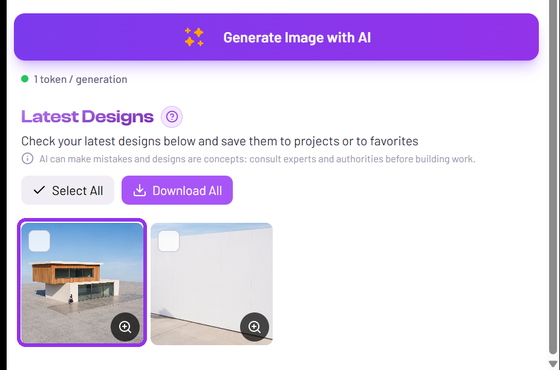 Generate Image with AI
1 token / generation
Latest Designs
Check your latest designs below and save them to projects or to favorites
AI can make mistakes and designs are concepts: consult experts and authorities before building work.
Select All
Download All